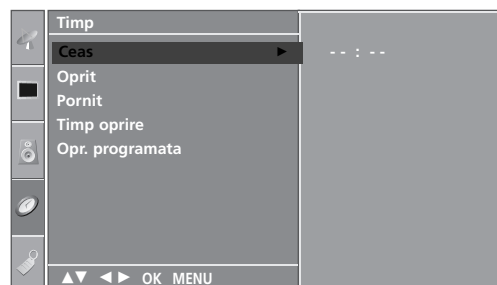 Timp
Ceas ► -- : --
Oprit
Pornit
Timp oprire
Opr. programata
▲▼ ◄► OK MENU